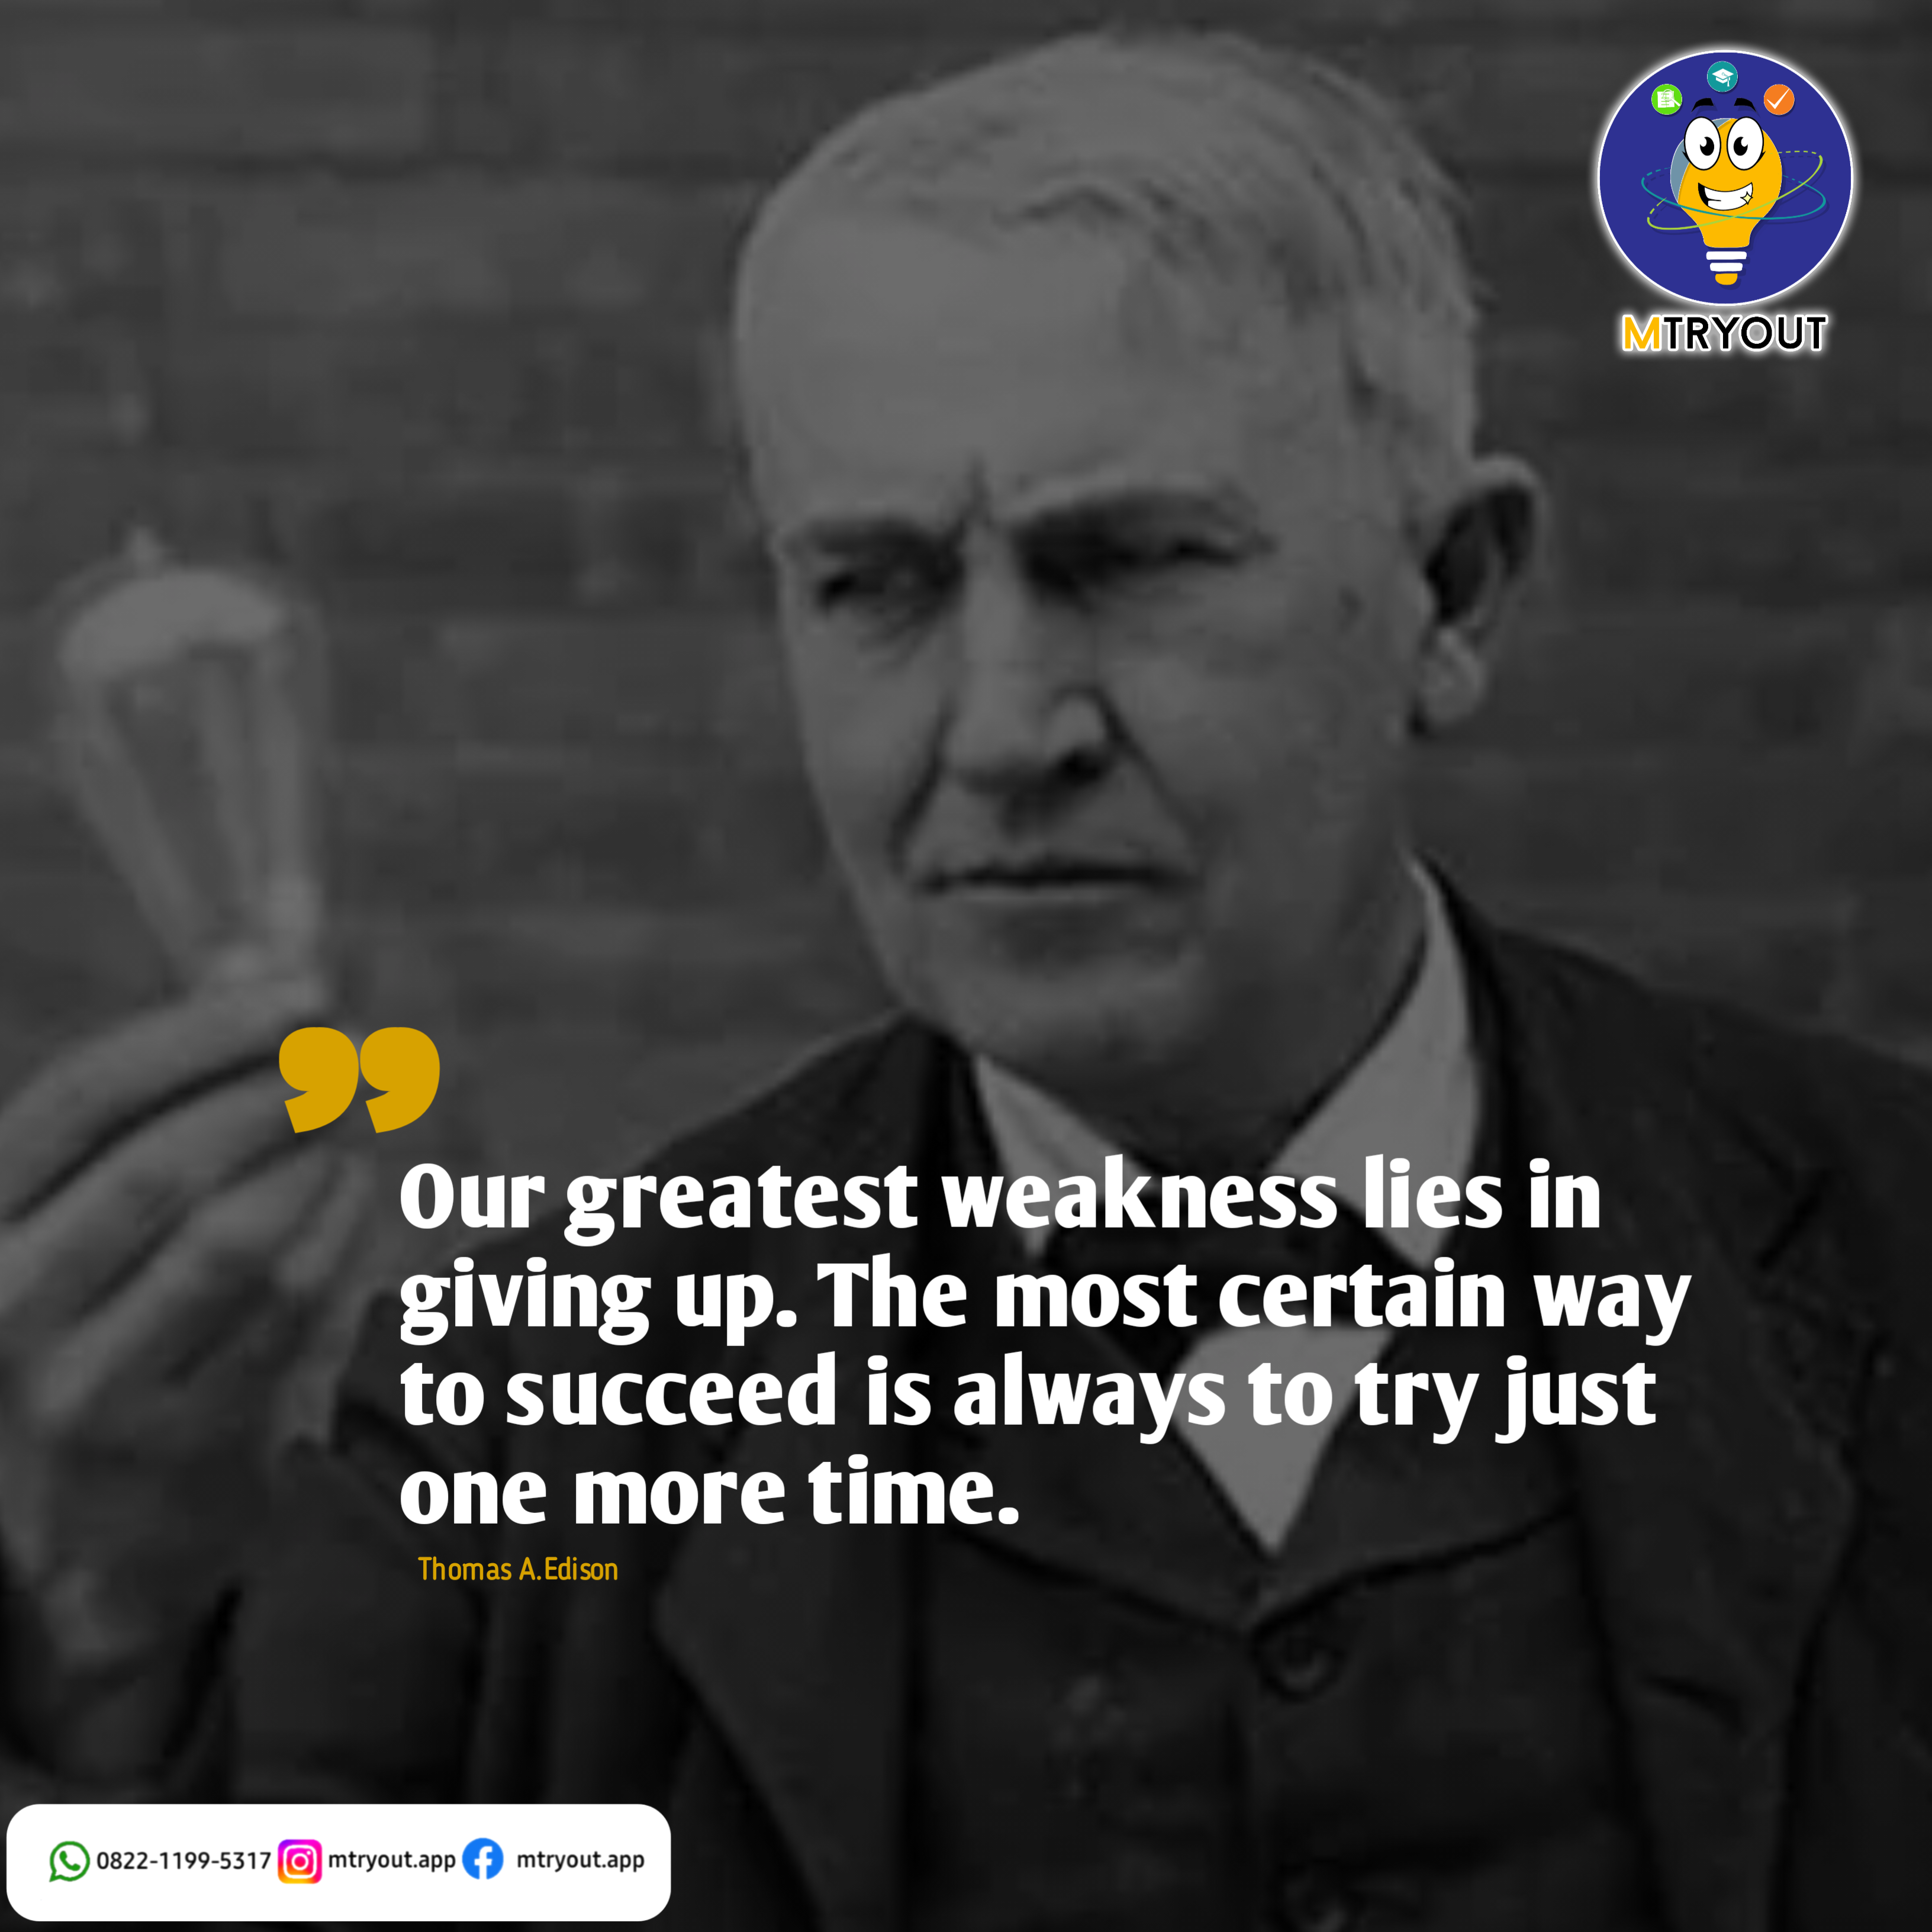 MTRYOUT
”
Our greatest weakness lies in
giving up. The most certain way
to succeed is always to try just
one more time.
Thomas A.Edison
0822-1199-5317 mtryout.app mtryout.app